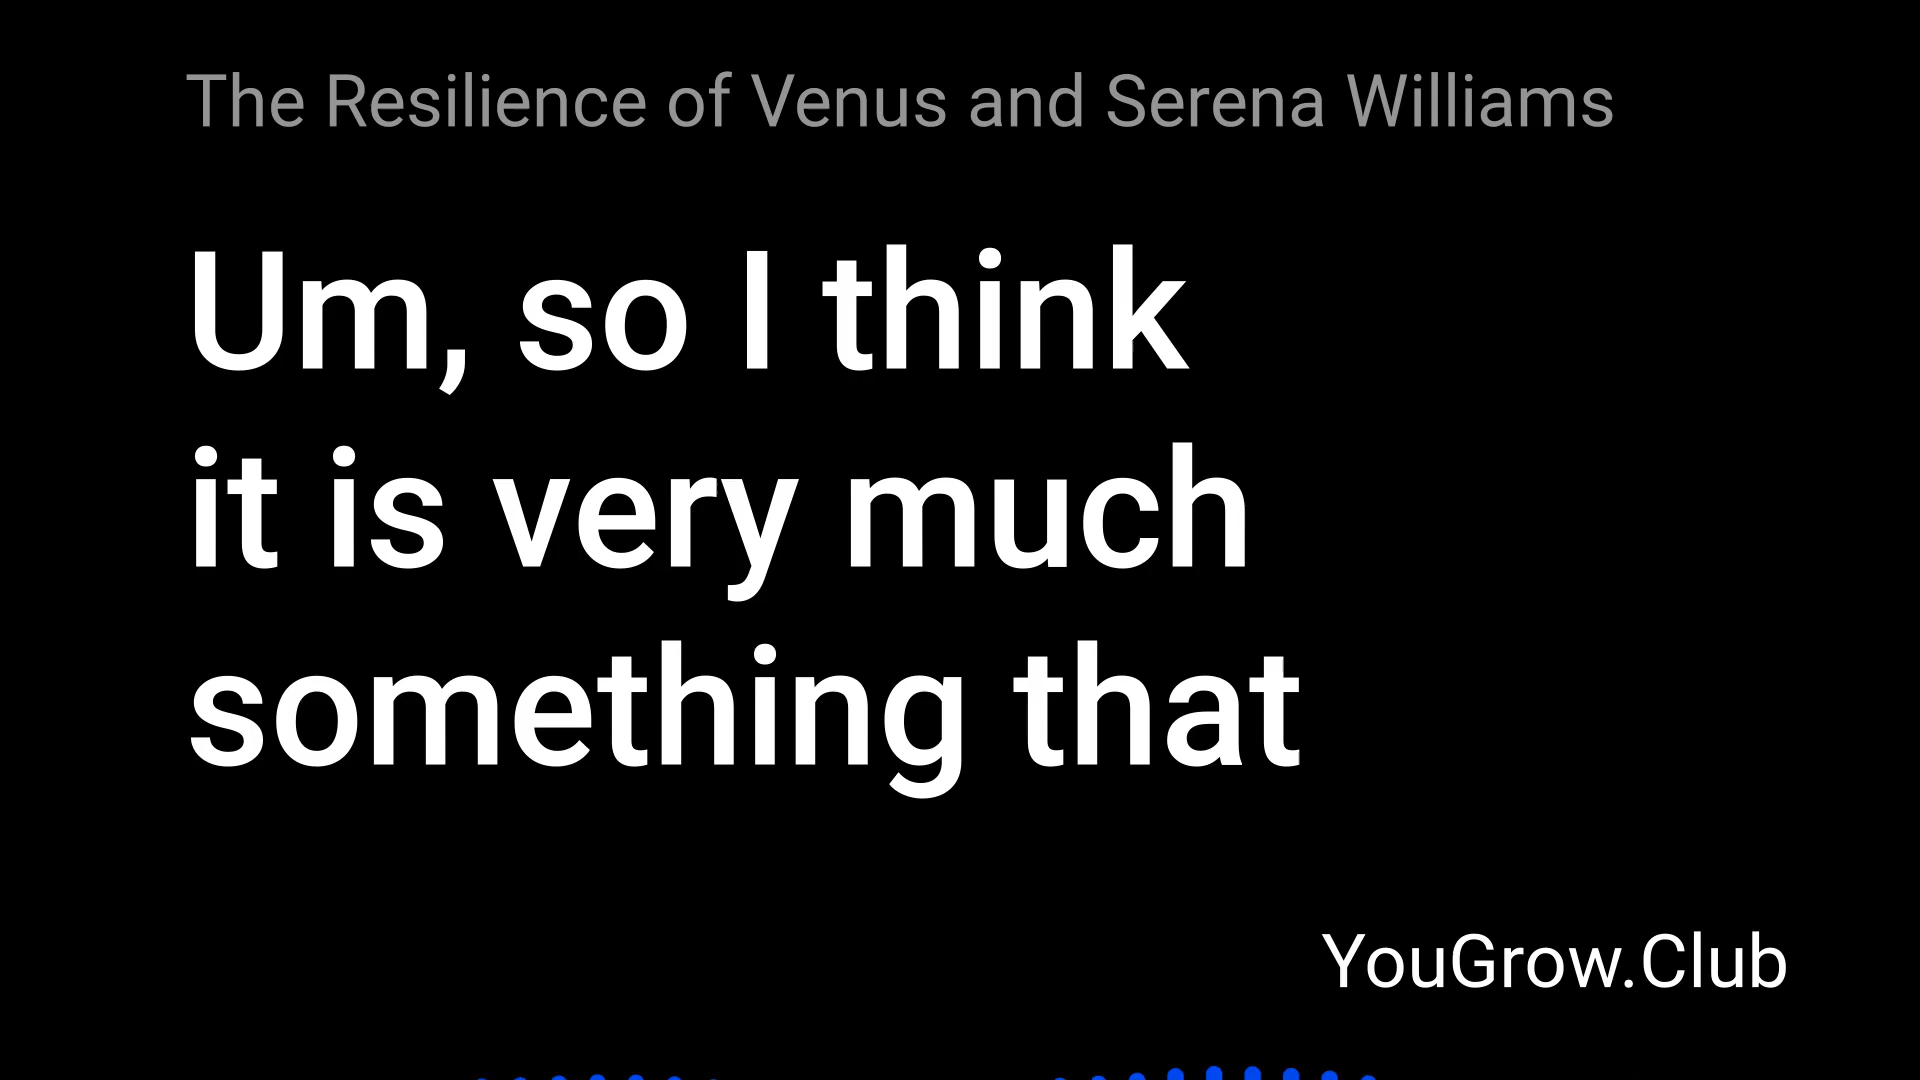 The Resilience of Venus and Serena Williams
Um, so I think
it is very much
something that
YouGrow.Club